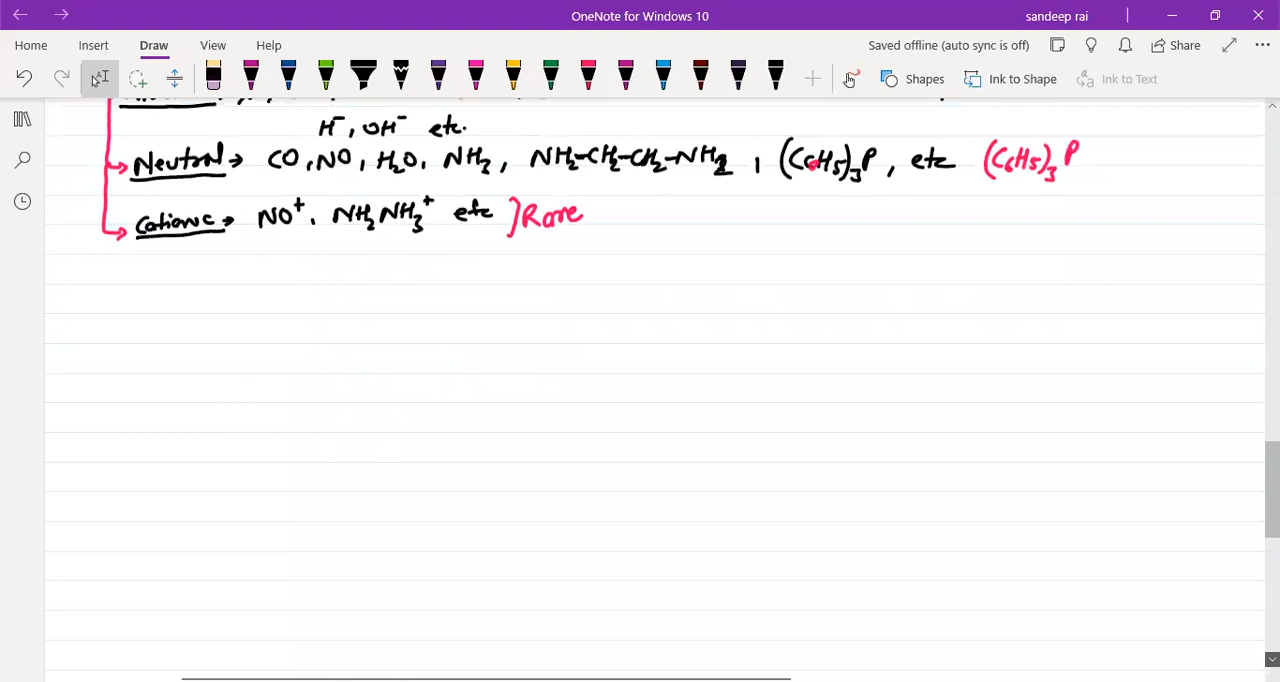 OneNote for Windows 10
sandeep rai
Home Insert Draw View Help
Saved offline (auto sync is off) Share
Shapes Ink to Shape Ink to Text
H⁻, OH⁻ etc.
Neutral → CO, NO, H₂O, NH₃, NH₂-CH₂-CH₂-NH₂, (C₆H₅)₃P, etc (C₆H₅)₃P
Cationc → NO⁺, NH₂NH₃⁺ etc } Rare